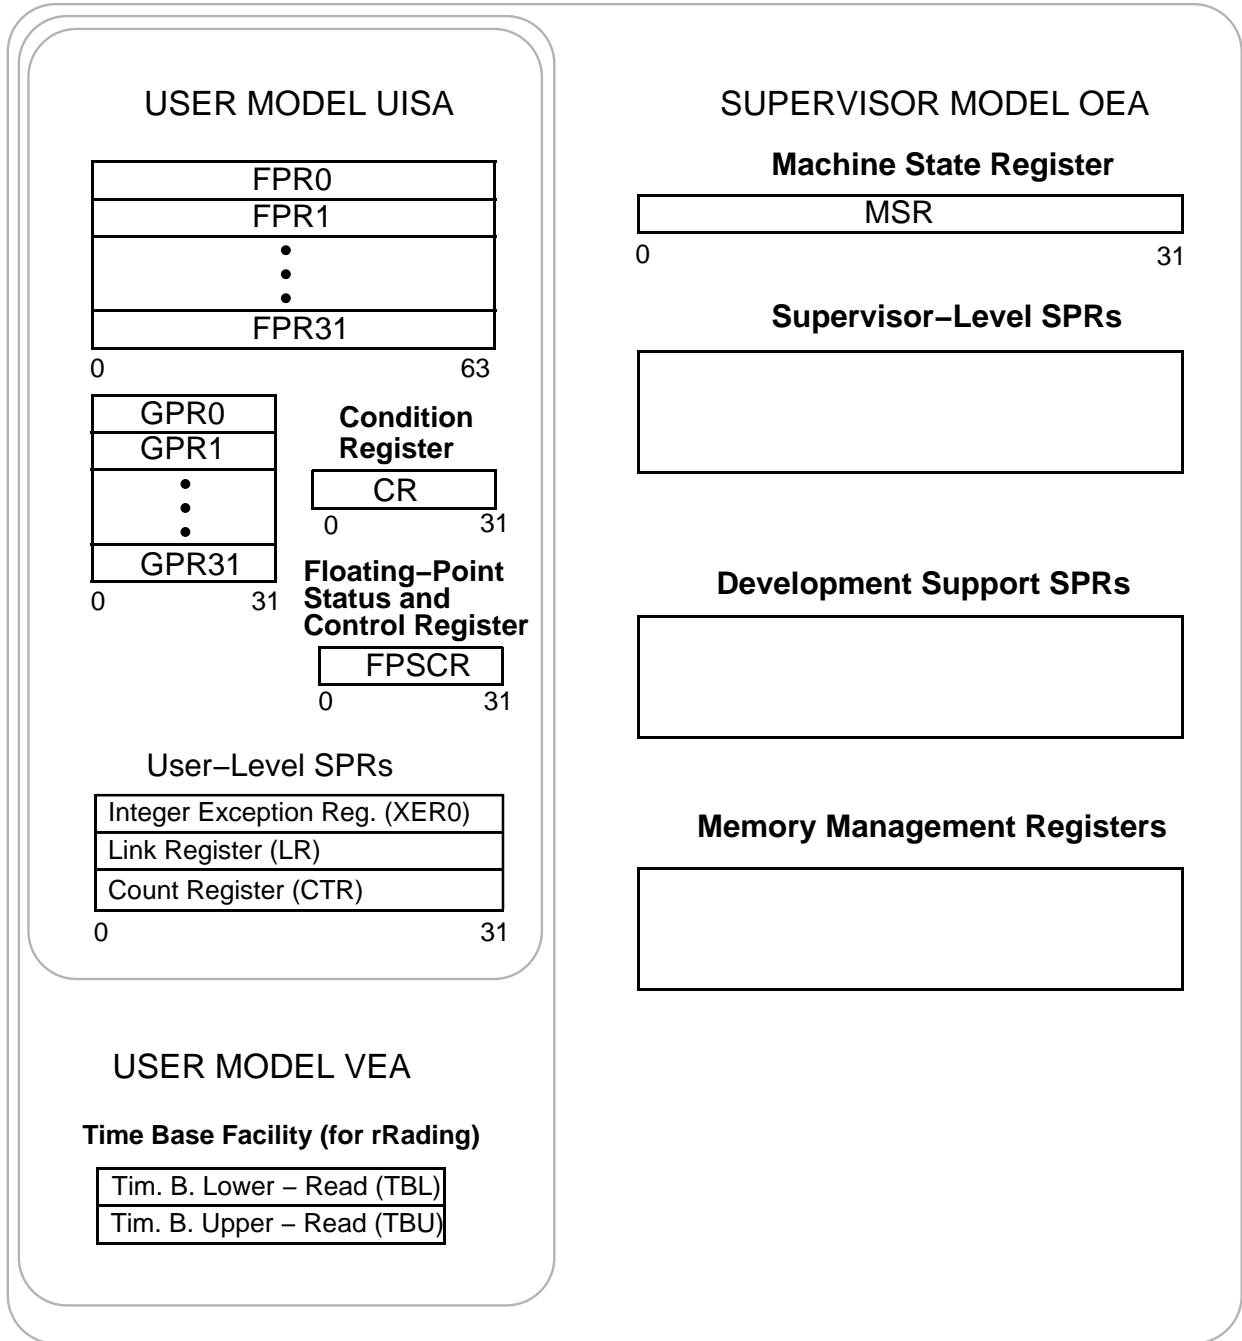 USER MODEL UISA
FPR0
FPR1
FPR31
0 63
GPR0
GPR1
GPR31
0 31
Condition
Register
CR
0 31
Floating–Point
Status and
Control Register
FPSCR
0 31
User–Level SPRs
Integer Exception Reg. (XER0)
Link Register (LR)
Count Register (CTR)
0 31
USER MODEL VEA
Time Base Facility (for rRading)
Tim. B. Lower – Read (TBL)
Tim. B. Upper – Read (TBU)
SUPERVISOR MODEL OEA
Machine State Register
MSR
0 31
Supervisor–Level SPRs
Development Support SPRs
Memory Management Registers